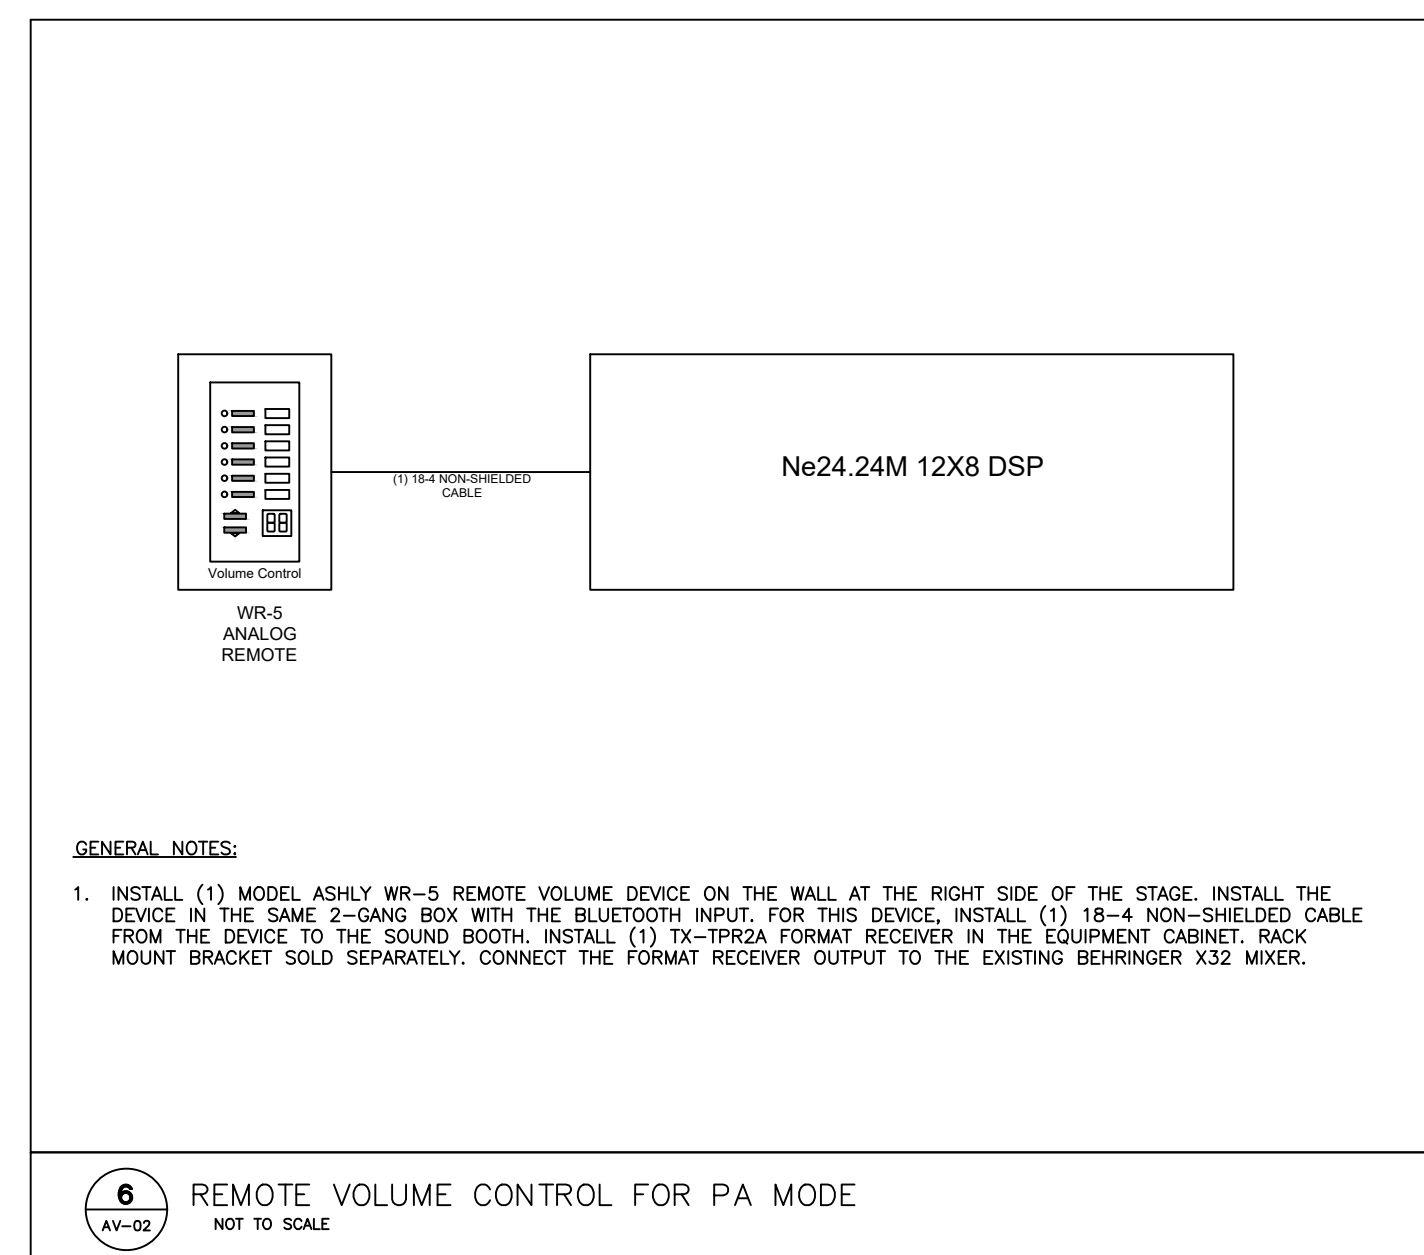 Ne24.24M 12X8 DSP
(1) 18-4 NON-SHIELDED
CABLE
88
Volume Control
WR-5
ANALOG
REMOTE
GENERAL NOTES:
1. INSTALL (1) MODEL ASHLY WR-5 REMOTE VOLUME DEVICE ON THE WALL AT THE RIGHT SIDE OF THE STAGE. INSTALL THE
DEVICE IN THE SAME 2-GANG BOX WITH THE BLUETOOTH INPUT. FOR THIS DEVICE, INSTALL (1) 18-4 NON-SHIELDED CABLE
FROM THE DEVICE TO THE SOUND BOOTH. INSTALL (1) TX-TPR2A FORMAT RECEIVER IN THE EQUIPMENT CABINET. RACK
MOUNT BRACKET SOLD SEPARATELY. CONNECT THE FORMAT RECEIVER OUTPUT TO THE EXISTING BEHRINGER X32 MIXER.
6
AV-02
REMOTE VOLUME CONTROL FOR PA MODE
NOT TO SCALE